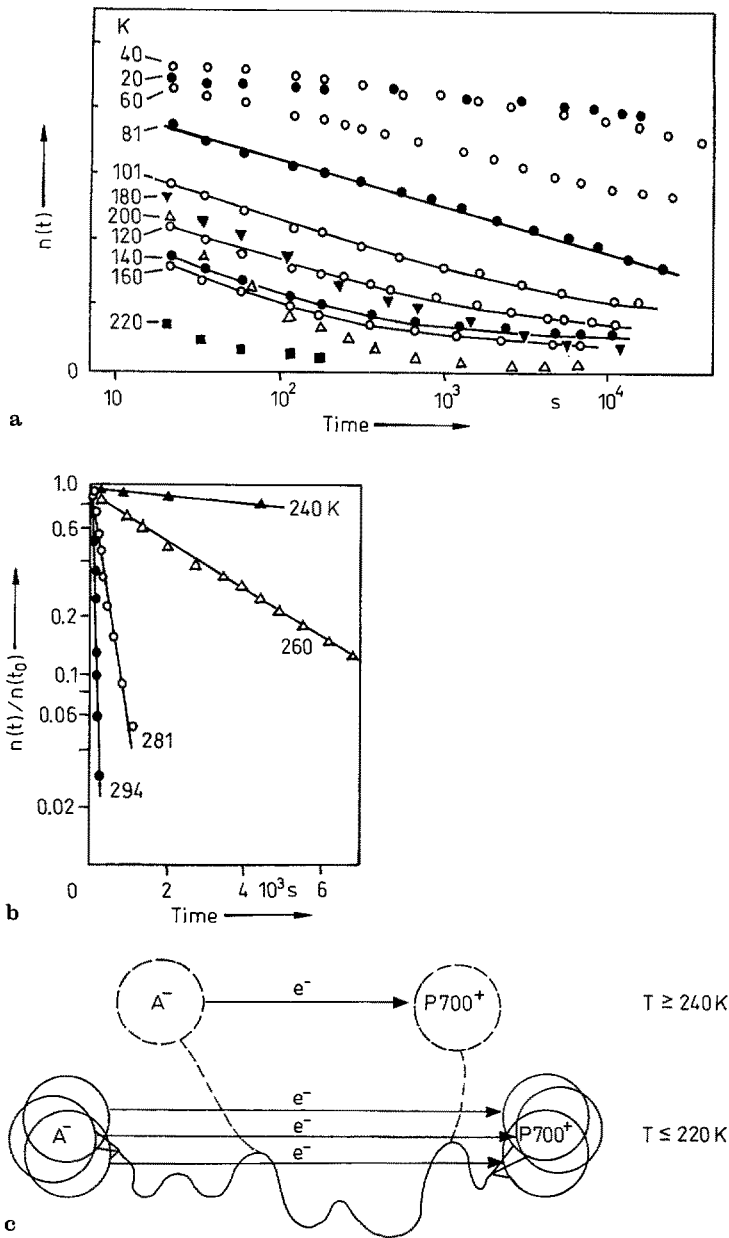 K
40
20
60
81
101
180
200
120
140
160
220
0
n(t)
10 10² 10³ s 10⁴
Time
a
1.0
0.6
0.2
0.1
0.06
0.02
n(t)/n(t₀)
240 K
260
281
294
0 2 4 10³s 6
Time
b
A⁻ e⁻ P700⁺ T ≥ 240K
e⁻
A⁻ e⁻ P700⁺ T ≤ 220K
e⁻
c